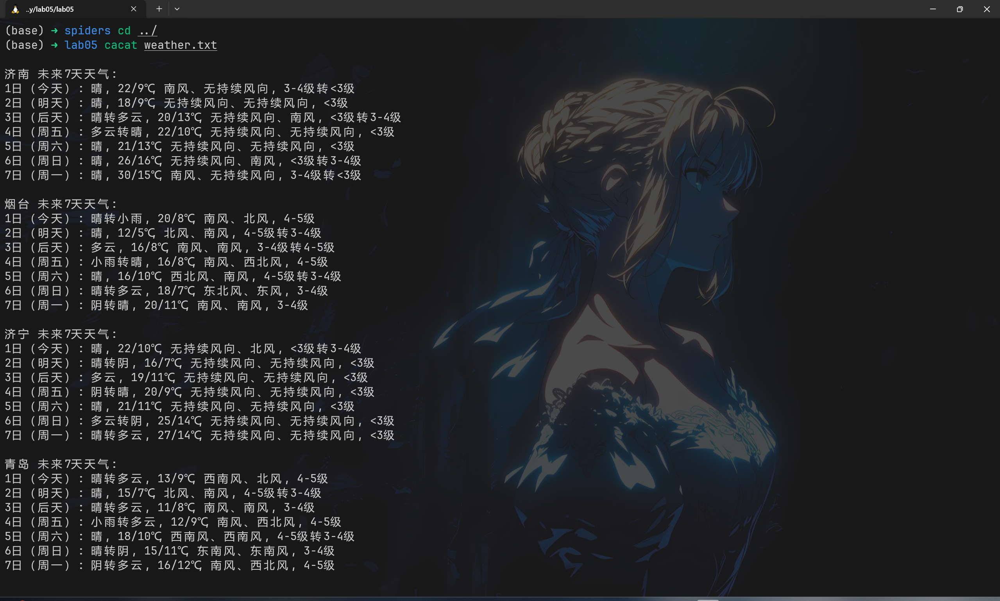 ..y/lab05/lab05
(base) ➜ spiders cd ../
(base) ➜ lab05 cacat weather.txt
济南 未来7天天气:
1日(今天): 晴, 22/9℃, 南风、无持续风向, 3-4级转<3级
2日(明天): 晴, 18/9℃, 无持续风向、无持续风向, <3级
3日(后天): 晴转多云, 20/13℃, 无持续风向、南风, <3级转3-4级
4日(周五): 多云转晴, 22/10℃, 无持续风向、无持续风向, <3级
5日(周六): 晴, 21/13℃, 无持续风向、无持续风向, <3级
6日(周日): 晴, 26/16℃, 无持续风向、南风, <3级转3-4级
7日(周一): 晴, 30/15℃, 南风、无持续风向, 3-4级转<3级
烟台 未来7天天气:
1日(今天): 晴转小雨, 20/8℃, 南风、北风, 4-5级
2日(明天): 晴, 12/5℃, 北风、南风, 4-5级转3-4级
3日(后天): 多云, 16/8℃, 南风、南风, 3-4级转4-5级
4日(周五): 小雨转晴, 16/8℃, 南风、西北风, 4-5级
5日(周六): 晴, 16/10℃, 西北风、南风, 4-5级转3-4级
6日(周日): 晴转多云, 18/7℃, 东北风、东风, 3-4级
7日(周一): 阴转晴, 20/11℃, 南风、南风, 3-4级
济宁 未来7天天气:
1日(今天): 晴, 22/10℃, 无持续风向、北风, <3级转3-4级
2日(明天): 晴转阴, 16/7℃, 无持续风向、无持续风向, <3级
3日(后天): 多云, 19/11℃, 无持续风向、无持续风向, <3级
4日(周五): 阴转晴, 20/9℃, 无持续风向、无持续风向, <3级
5日(周六): 晴, 21/11℃, 无持续风向、无持续风向, <3级
6日(周日): 多云转阴, 25/14℃, 无持续风向、无持续风向, <3级
7日(周一): 晴转多云, 27/14℃, 无持续风向、无持续风向, <3级
青岛 未来7天天气:
1日(今天): 晴转多云, 13/9℃, 西南风、北风, 4-5级
2日(明天): 晴, 15/7℃, 北风、南风, 4-5级转3-4级
3日(后天): 晴转多云, 11/8℃, 南风、南风, 3-4级
4日(周五): 小雨转多云, 12/9℃, 南风、西北风, 4-5级
5日(周六): 晴, 18/10℃, 西南风、西南风, 4-5级转3-4级
6日(周日): 晴转阴, 15/11℃, 东南风、东南风, 3-4级
7日(周一): 阴转多云, 16/12℃, 南风、西北风, 4-5级